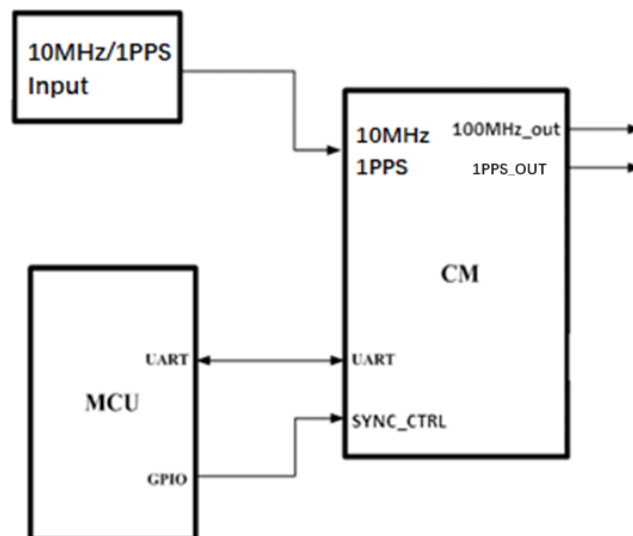 10MHz/1PPS
Input
10MHz
1PPS
100MHz_out
1PPS_OUT
CM
UART
SYNC_CTRL
UART
MCU
GPIO